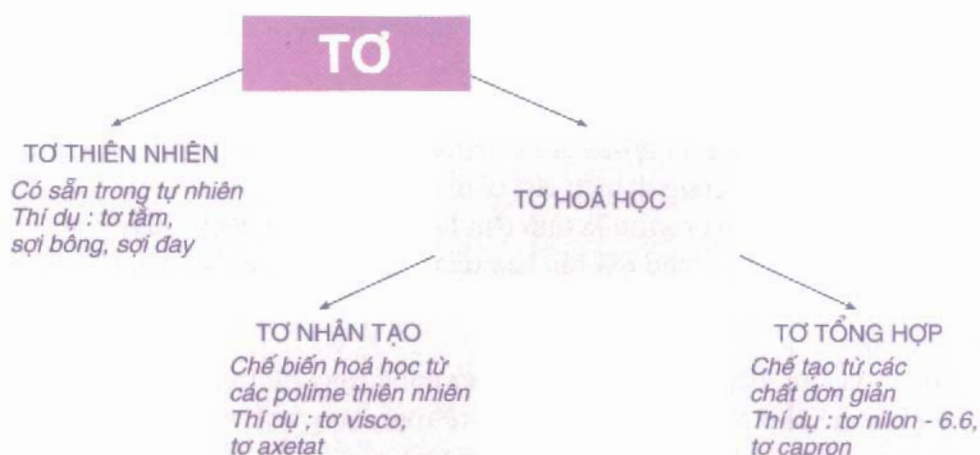 TƠ
TƠ THIÊN NHIÊN
Có sẵn trong tự nhiên
Thí dụ : tơ tằm,
sợi bông, sợi đay
TƠ HOÁ HỌC
TƠ NHÂN TẠO
Chế biến hoá học từ
các polime thiên nhiên
Thí dụ ; tơ visco,
tơ axetat
TƠ TỔNG HỢP
Chế tạo từ các
chất đơn giản
Thí dụ : tơ nilon - 6.6,
tơ capron